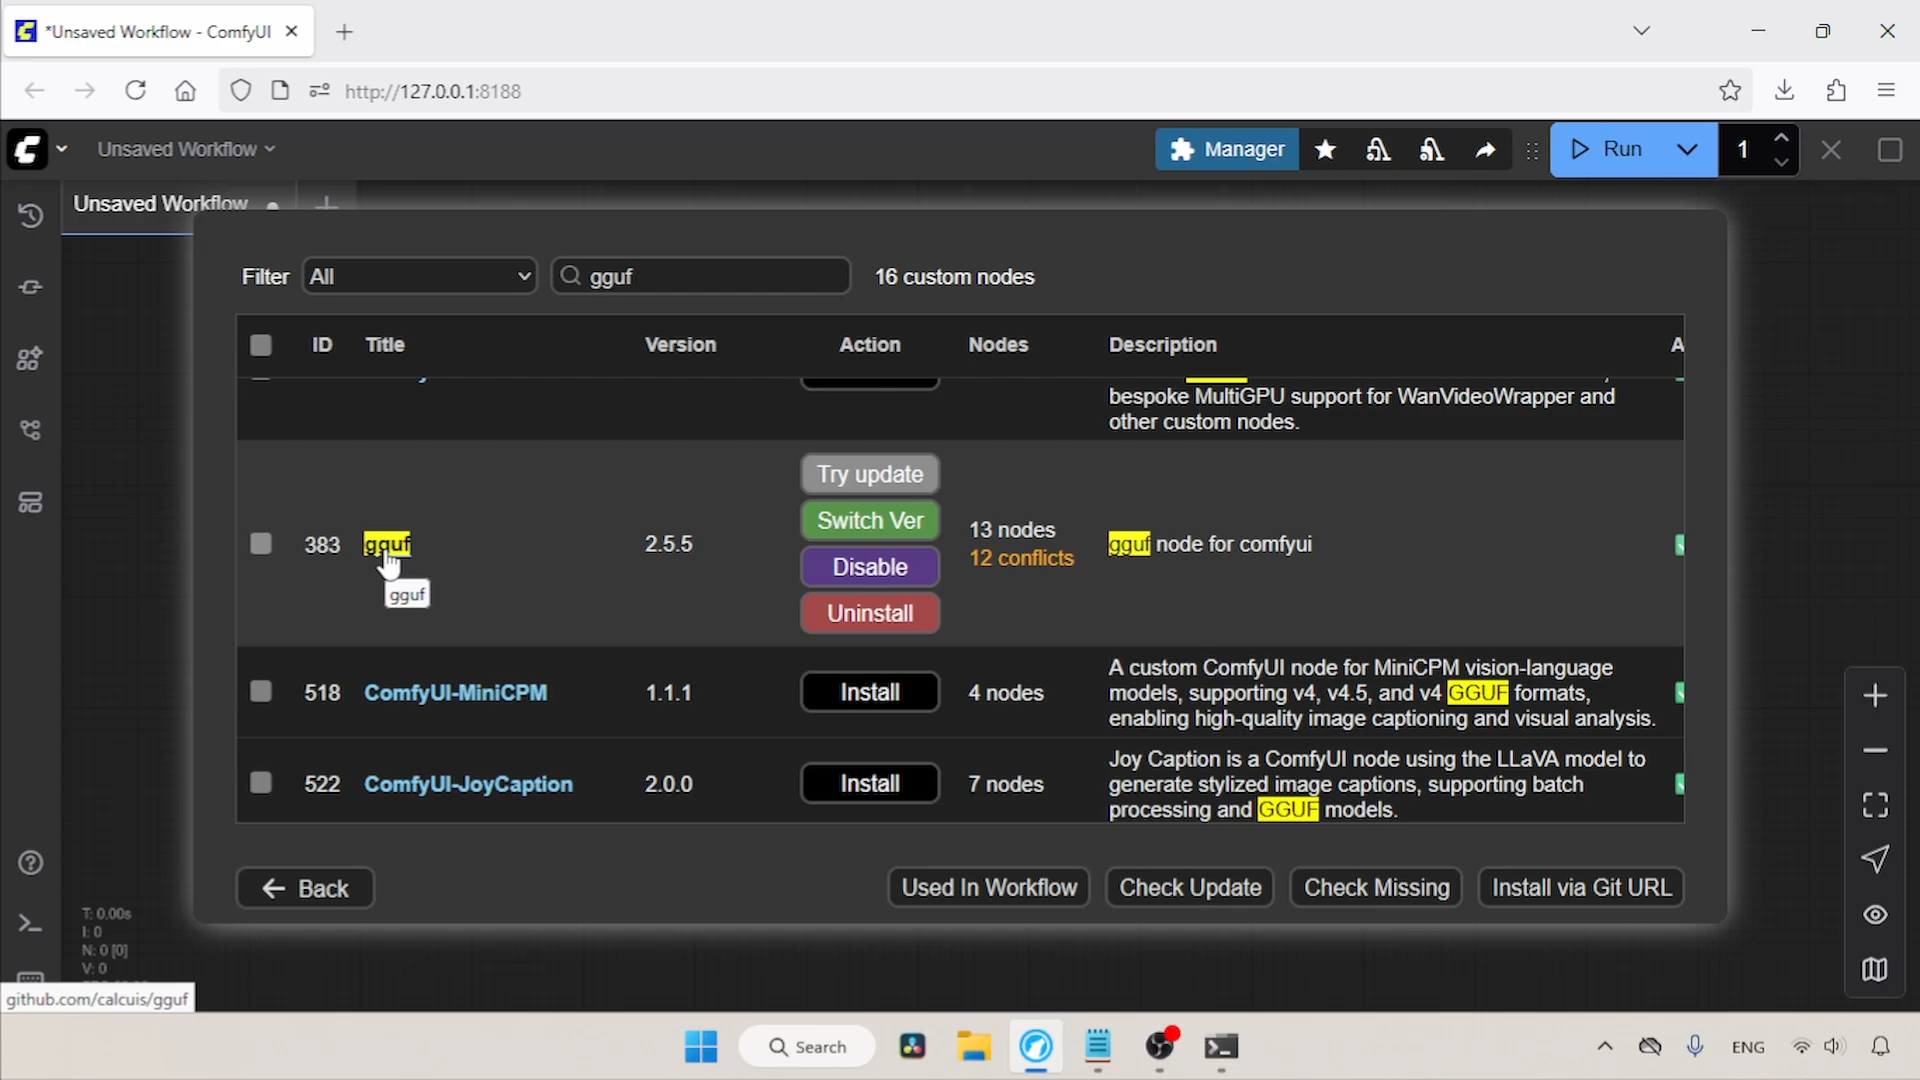 *Unsaved Workflow - ComfyUI
http://127.0.0.1:8188
Unsaved Workflow
Manager
Run
1
Unsaved Workflow
Filter All gguf 16 custom nodes
ID Title Version Action Nodes Description A
bespoke MultiGPU support for WanVideoWrapper and
other custom nodes.
Try update
Switch Ver
383 gguf 2.5.5 13 nodes gguf node for comfyui
12 conflicts
Disable
gguf
Uninstall
A custom ComfyUI node for MiniCPM vision-language
518 ComfyUI-MiniCPM 1.1.1 Install 4 nodes models, supporting v4, v4.5, and v4 GGUF formats,
enabling high-quality image captioning and visual analysis.
Joy Caption is a ComfyUI node using the LLaVA model to
522 ComfyUI-JoyCaption 2.0.0 Install 7 nodes generate stylized image captions, supporting batch
processing and GGUF models.
Back Used In Workflow Check Update Check Missing Install via Git URL
T: 0.00s
I: 0
N: 0 [0]
V: 0
github.com/calcuis/gguf
Search
ENG